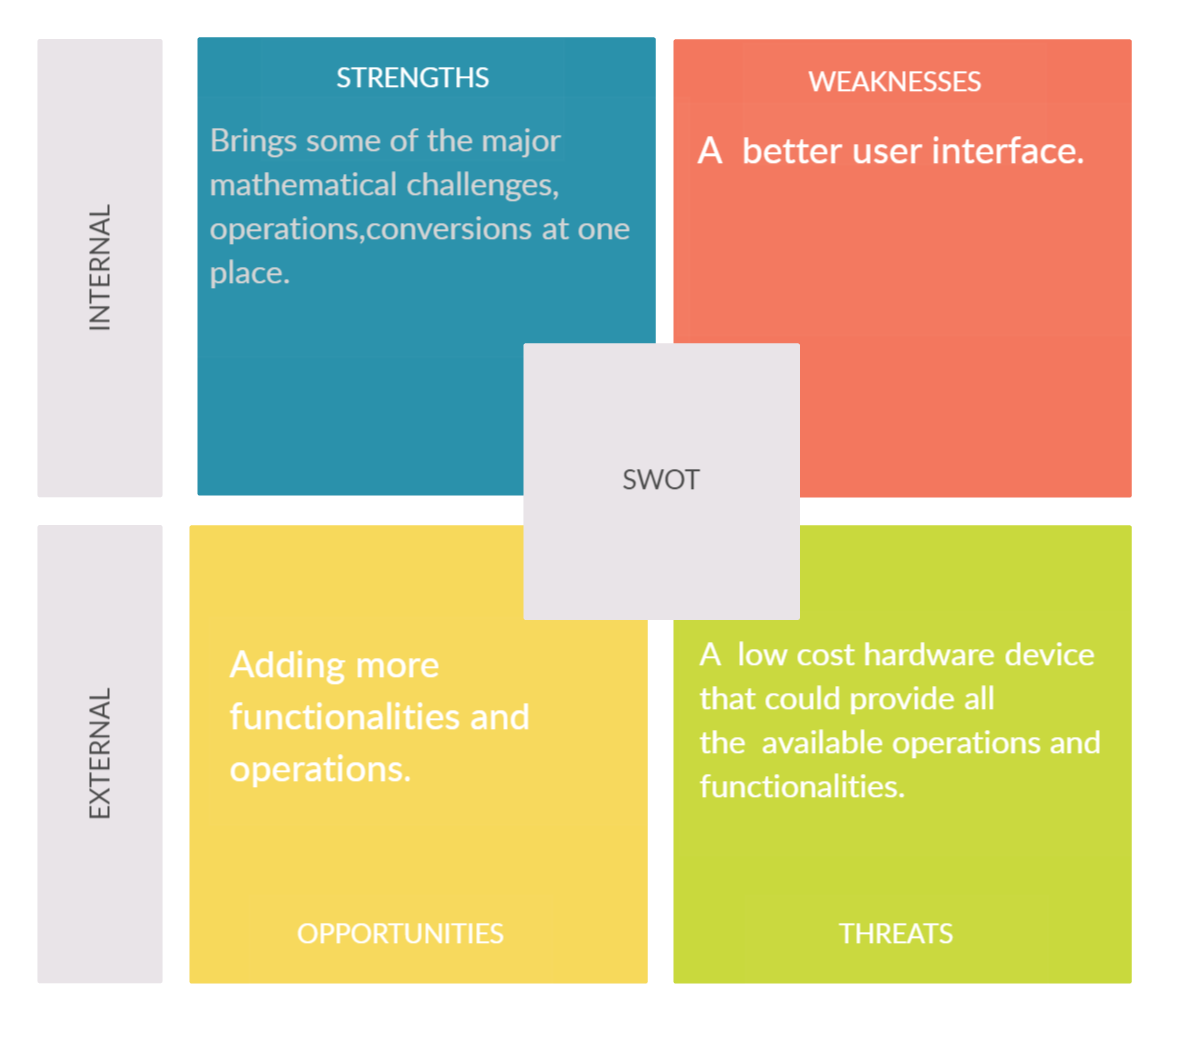 STRENGTHS
Brings some of the major
mathematical challenges,
operations,conversions at one
place.
WEAKNESSES
A  better user interface.
INTERNAL
SWOT
EXTERNAL
Adding more
functionalities and
operations.
OPPORTUNITIES
A  low cost hardware device
that could provide all
the  available operations and
functionalities.
THREATS